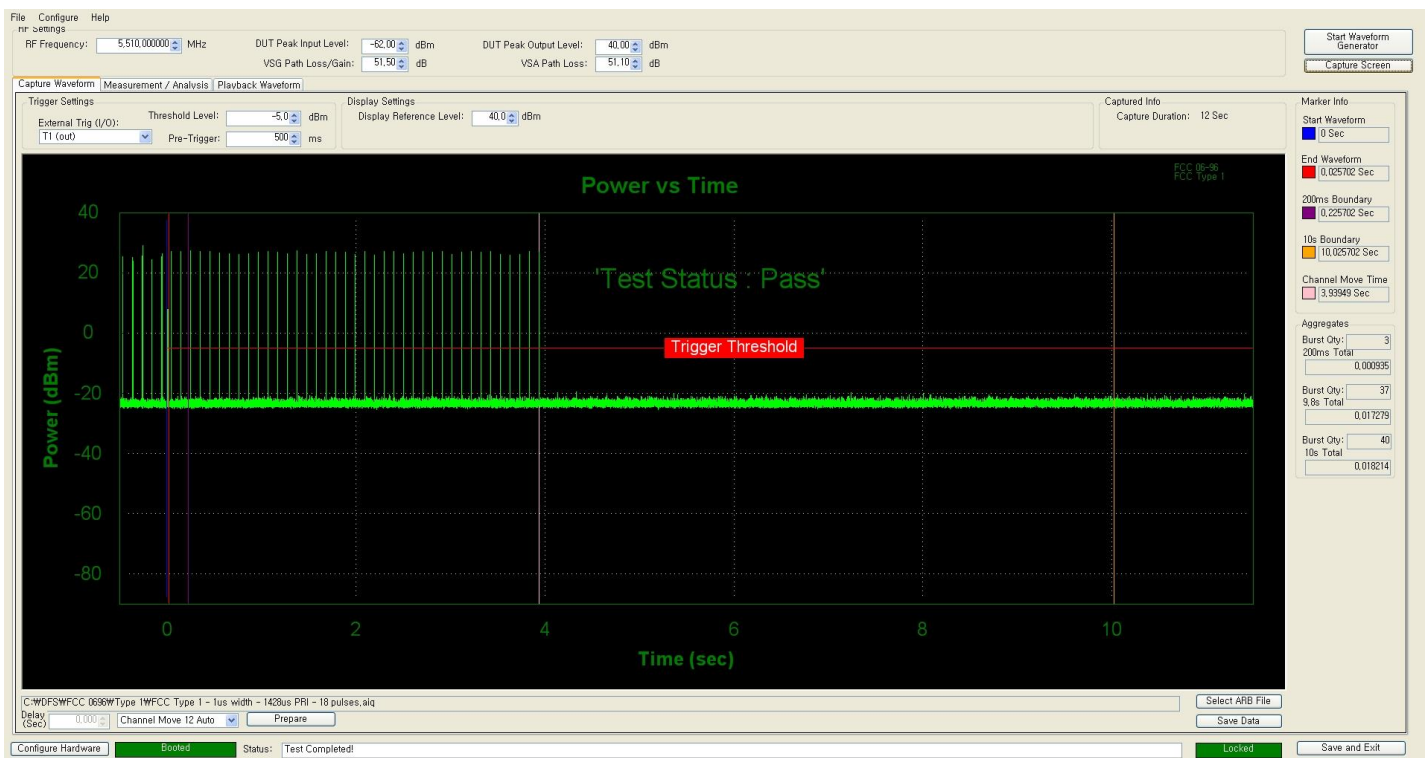 File Configure Help
RF Settings
RF Frequency: 5,510,000000 MHz DUT Peak Input Level: -62,00 dBm DUT Peak Output Level: 40,00 dBm
VSG Path Loss/Gain: 51,50 dB VSA Path Loss: 51,10 dB
Start Waveform
Generator
Capture Screen
Capture Waveform Measurement / Analysis Playback Waveform
Trigger Settings
External Trig (I/O):
T1 (out)
Threshold Level: -5,0 dBm
Pre-Trigger: 500 ms
Display Settings
Display Reference Level: 40,0 dBm
Captured Info
Capture Duration: 12 Sec
Marker Info
Start Waveform
0 Sec
End Waveform
0,025702 Sec
200ms Boundary
0,225702 Sec
10s Boundary
10,025702 Sec
Channel Move Time
3,93949 Sec
Aggregates
Burst Qty: 3
200ms Total
0,000935
Burst Qty: 37
9,8s Total
0,017279
Burst Qty: 40
10s Total
0,018214
FCC 06-96
FCC Type 1
Power vs Time
'Test Status : Pass'
Trigger Threshold
Power (dBm)
40
20
0
-20
-40
-60
-80
0 2 4 6 8 10
Time (sec)
C:₩DFS₩FCC 0696₩Type 1₩FCC Type 1 - 1us width - 1428us PRI - 18 pulses,aiq
Select ARB File
Delay
(Sec) 0,000 Channel Move 12 Auto Prepare
Save Data
Configure Hardware Booted Status: Test Completed! Locked Save and Exit